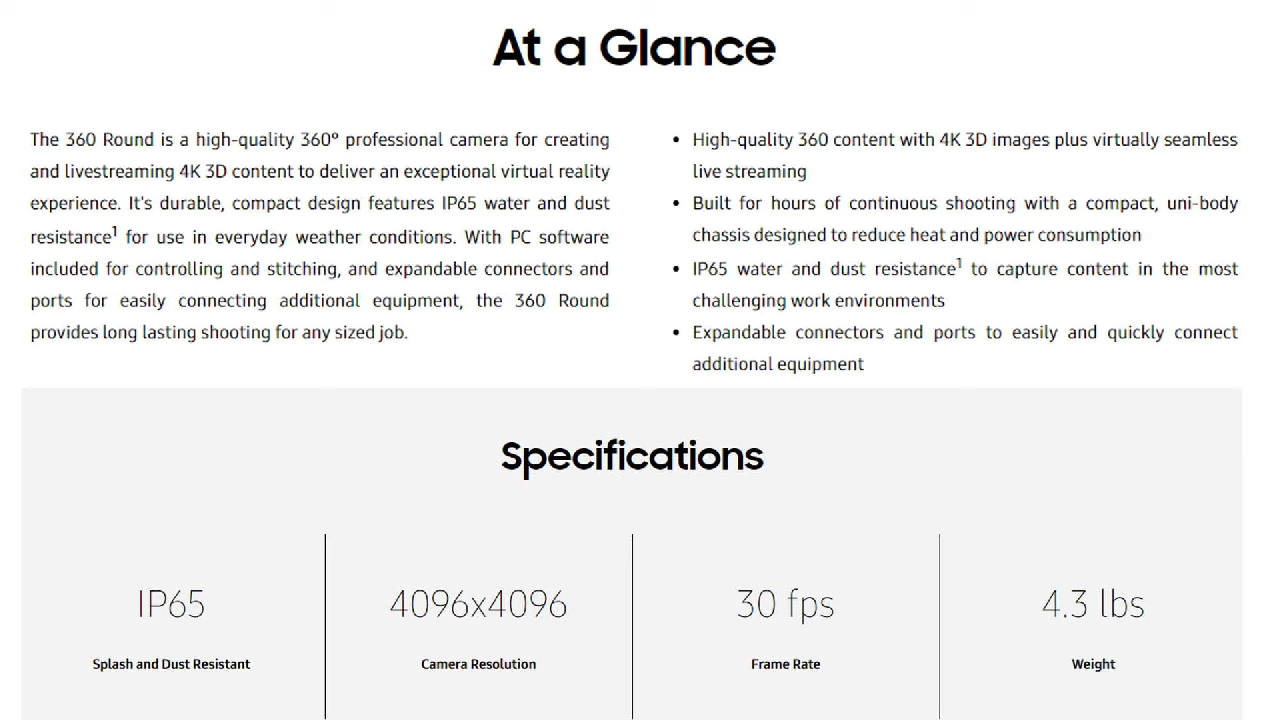 At a Glance
The 360 Round is a high-quality 360° professional camera for creating
and livestreaming 4K 3D content to deliver an exceptional virtual reality
experience. It's durable, compact design features IP65 water and dust
resistance1 for use in everyday weather conditions. With PC software
included for controlling and stitching, and expandable connectors and
ports for easily connecting additional equipment, the 360 Round
provides long lasting shooting for any sized job.
• High-quality 360 content with 4K 3D images plus virtually seamless
live streaming
• Built for hours of continuous shooting with a compact, uni-body
chassis designed to reduce heat and power consumption
• IP65 water and dust resistance1 to capture content in the most
challenging work environments
• Expandable connectors and ports to easily and quickly connect
additional equipment
Specifications
IP65
Splash and Dust Resistant
4096x4096
Camera Resolution
30 fps
Frame Rate
4.3 lbs
Weight